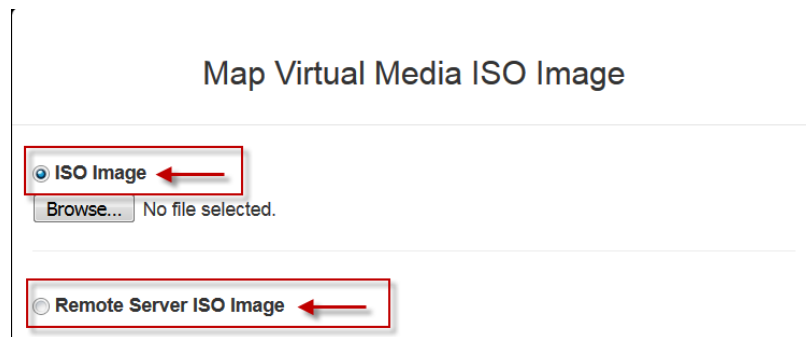 Map Virtual Media ISO Image
ISO Image
Browse... No file selected.
Remote Server ISO Image